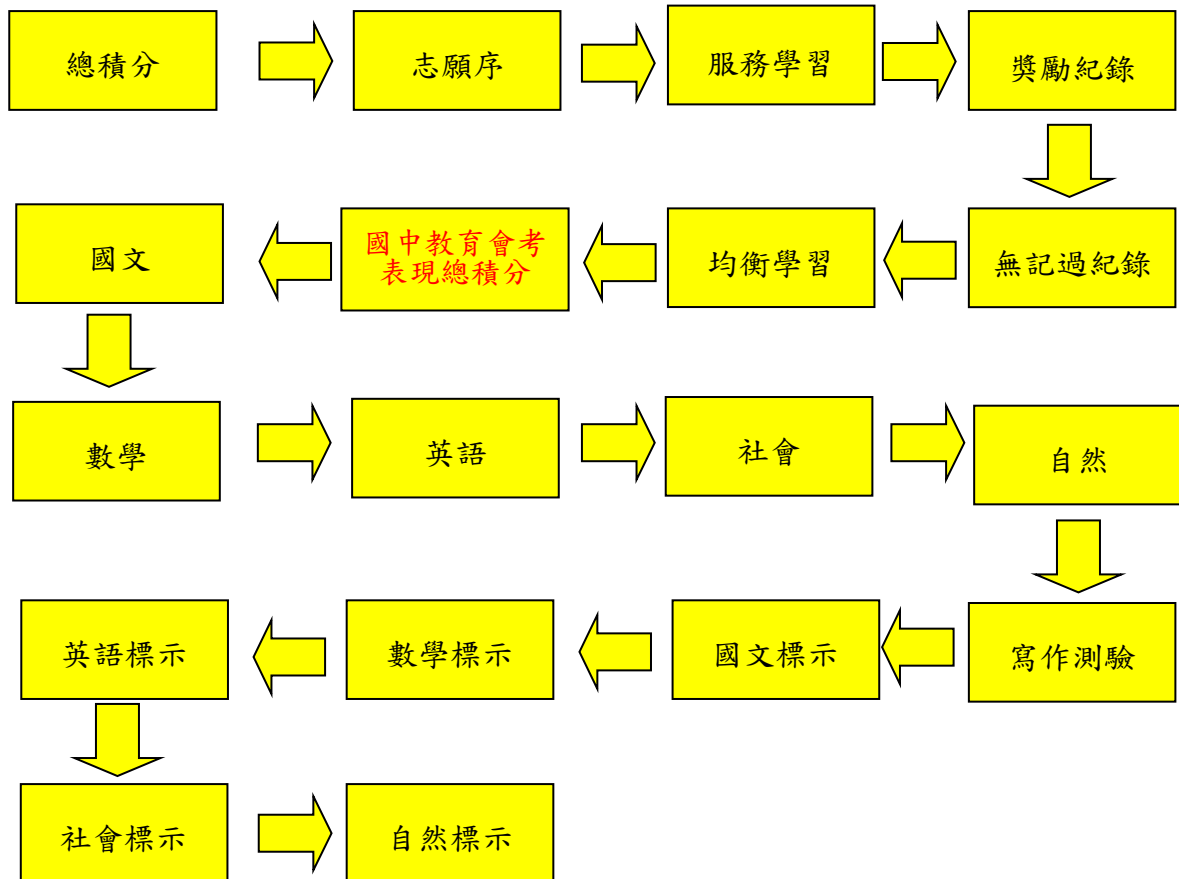 總積分
志願序
服務學習
獎勵紀錄
無記過紀錄
均衡學習
國中教育會考
表現總積分
國文
數學
英語
社會
自然
寫作測驗
國文標示
數學標示
英語標示
社會標示
自然標示